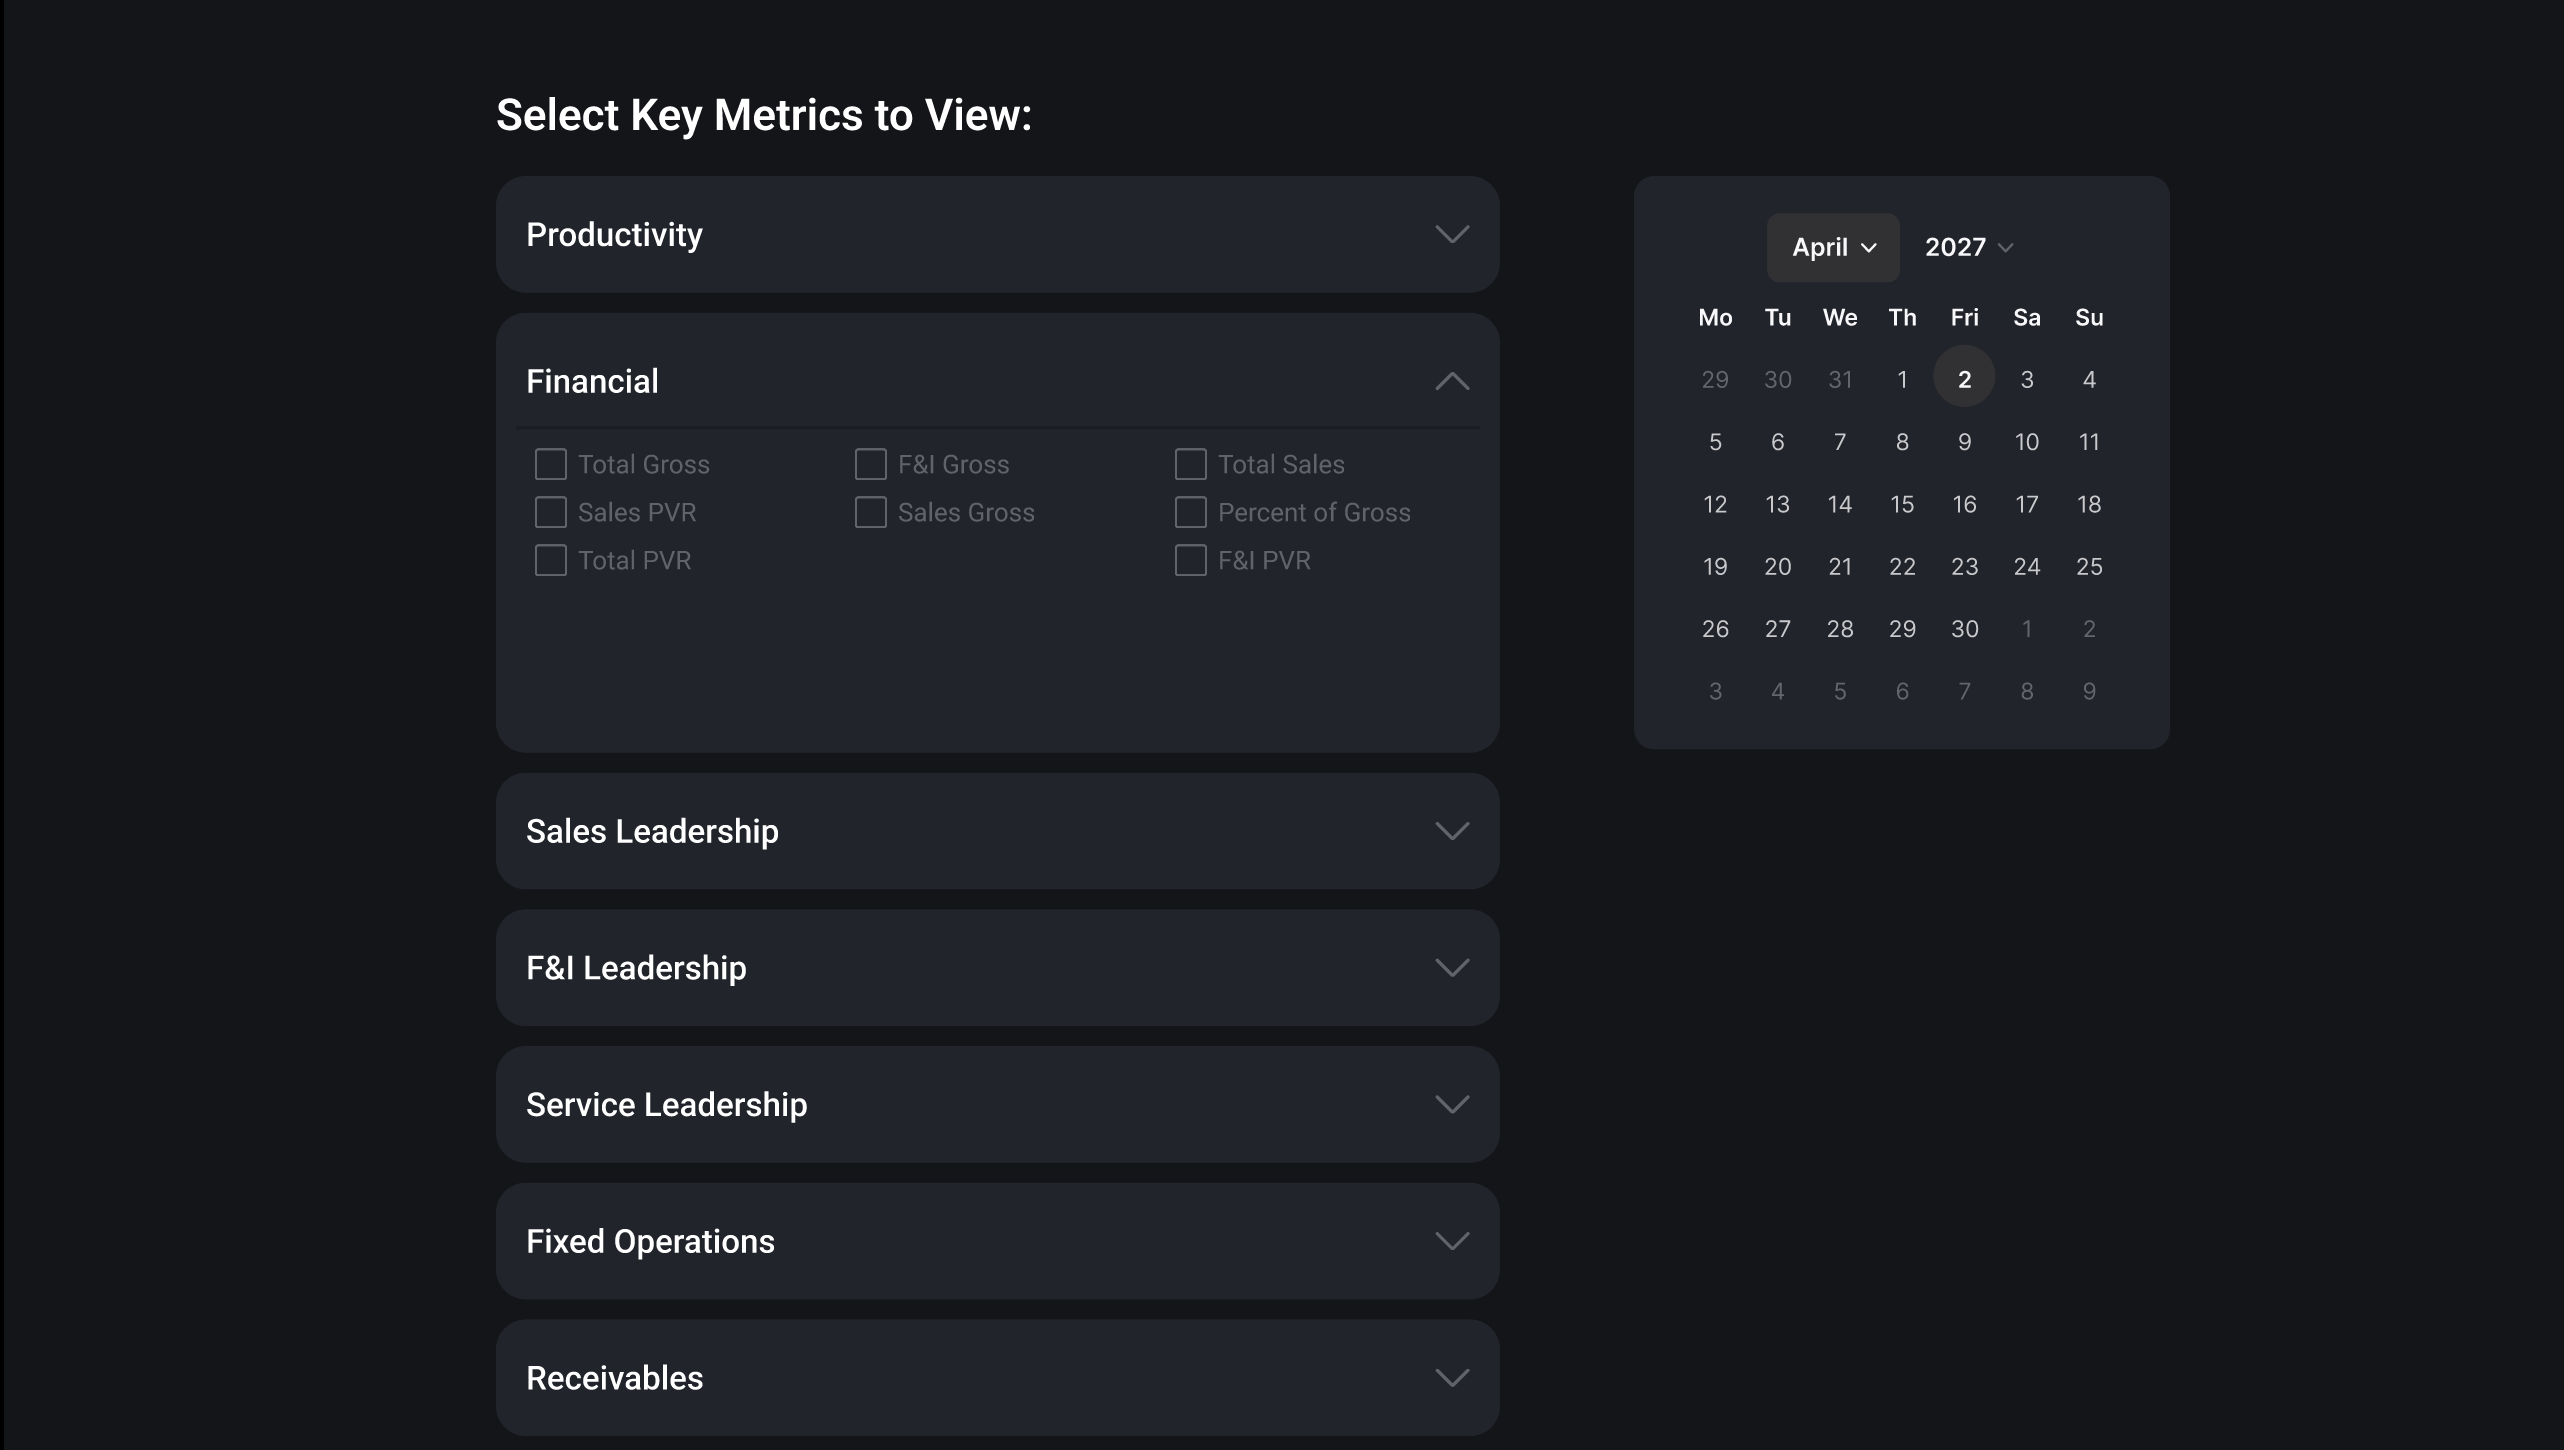 Select Key Metrics to View:
Productivity
Financial
Total Gross F&I Gross Total Sales
Sales PVR Sales Gross Percent of Gross
Total PVR F&I PVR
Sales Leadership
F&I Leadership
Service Leadership
Fixed Operations
Receivables
April 2027
Mo Tu We Th Fri Sa Su
29 30 31 1 2 3 4
5 6 7 8 9 10 11
12 13 14 15 16 17 18
19 20 21 22 23 24 25
26 27 28 29 30 1 2
3 4 5 6 7 8 9